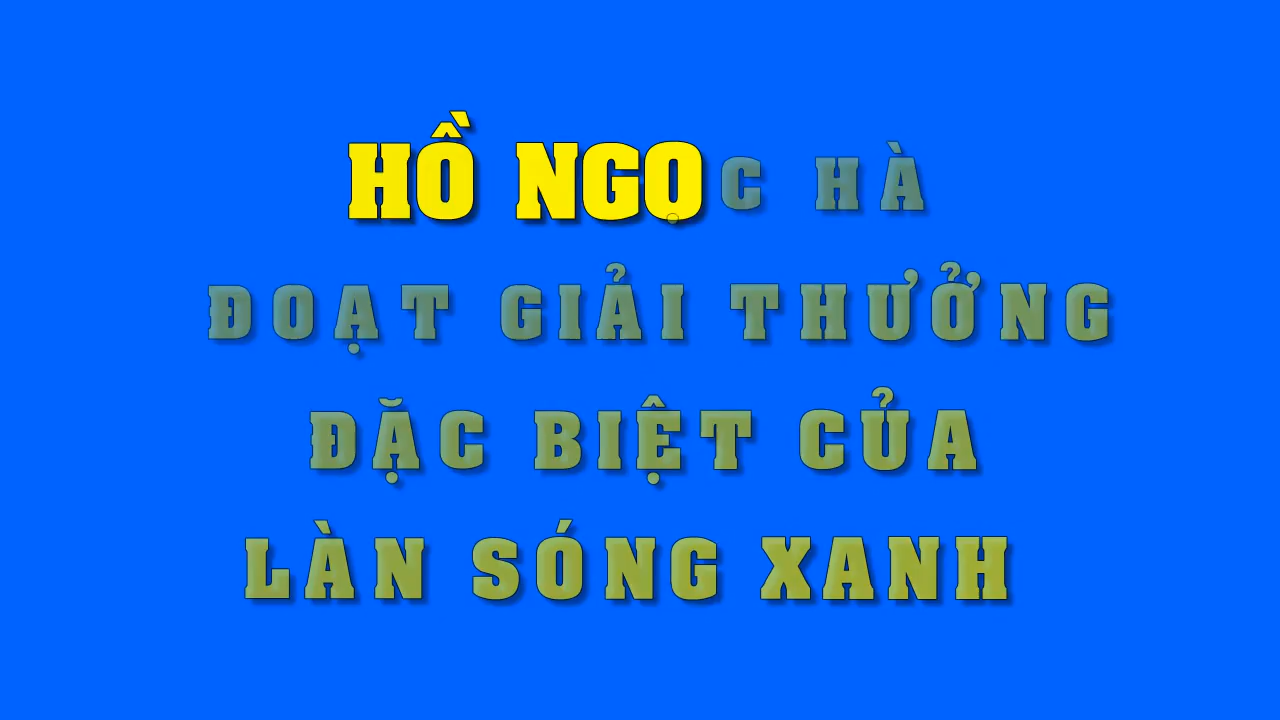 HỒ NGỌC HÀ
ĐOẠT GIẢI THƯỞNG
ĐẶC BIỆT CỦA
LÀN SÓNG XANH